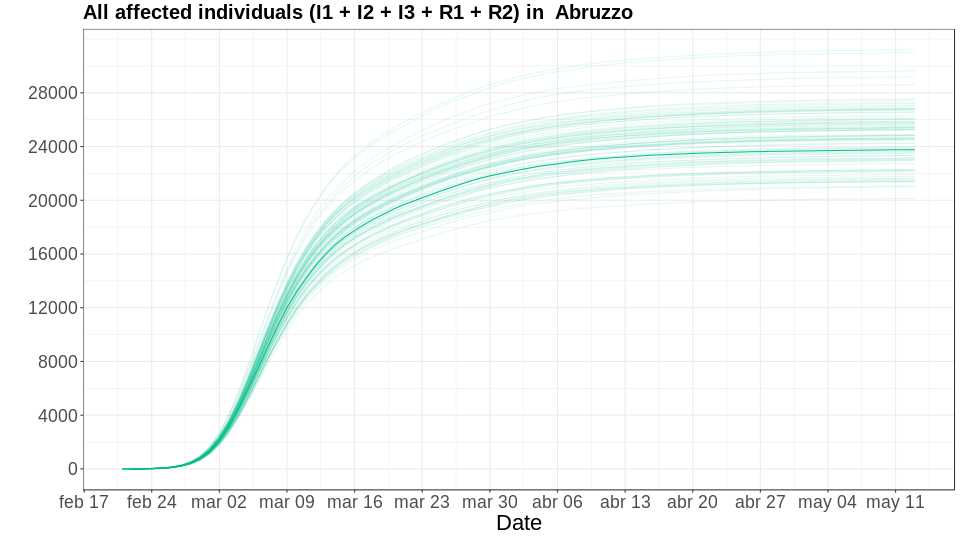 All affected individuals (I1 + I2 + I3 + R1 + R2) in  Abruzzo
28000
24000
20000
16000
12000
8000
4000
0
feb 17 feb 24 mar 02 mar 09 mar 16 mar 23 mar 30 abr 06 abr 13 abr 20 abr 27 may 04 may 11
Date